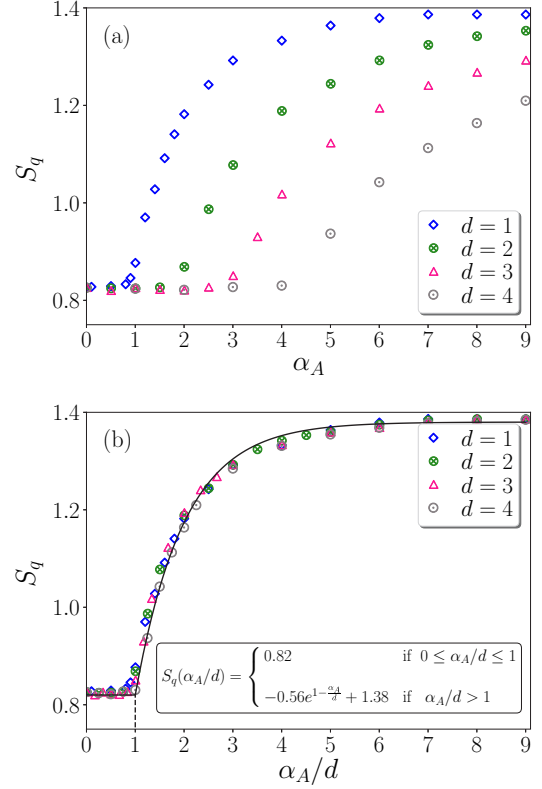 (a)
S_q
1.4
1.2
1.0
0.8
d = 1
d = 2
d = 3
d = 4
0 1 2 3 4 5 6 7 8 9
α_A
(b)
S_q
1.4
1.2
1.0
0.8
d = 1
d = 2
d = 3
d = 4
S_q(α_A/d) = { 0.82 if 0 ≤ α_A/d ≤ 1
−0.56e^{1−\frac{α_A}{d}} + 1.38 if α_A/d > 1
0 1 2 3 4 5 6 7 8 9
α_A/d